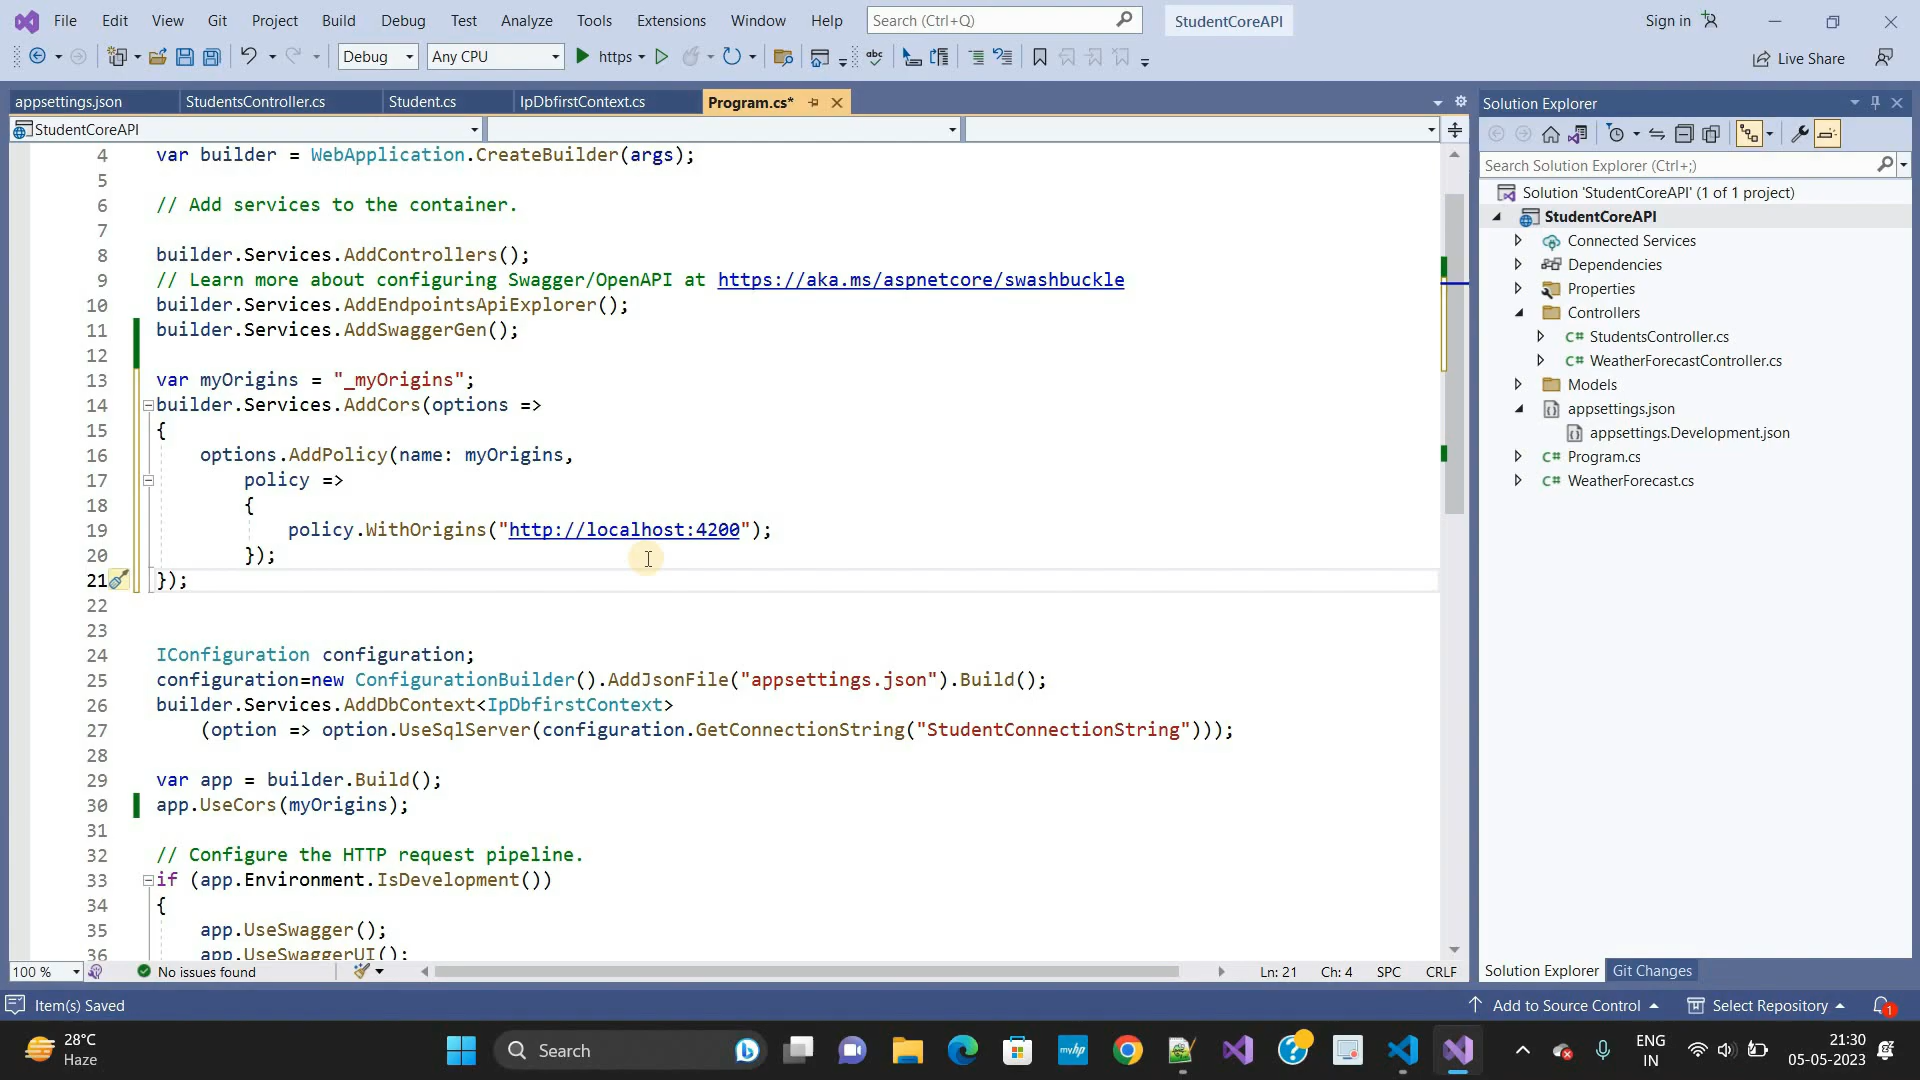 File Edit View Git Project Build Debug Test Analyze Tools Extensions Window Help Search (Ctrl+Q) StudentCoreAPI Sign in
Debug Any CPU https Live Share
appsettings.json StudentsController.cs Student.cs IpDbfirstContext.cs Program.cs*
StudentCoreAPI
4 var builder = WebApplication.CreateBuilder(args);
5
6 // Add services to the container.
7
8 builder.Services.AddControllers();
9 // Learn more about configuring Swagger/OpenAPI at https://aka.ms/aspnetcore/swashbuckle
10 builder.Services.AddEndpointsApiExplorer();
11 builder.Services.AddSwaggerGen();
12
13 var myOrigins = "_myOrigins";
14 builder.Services.AddCors(options =>
15 {
16 options.AddPolicy(name: myOrigins,
17 policy =>
18 {
19 policy.WithOrigins("http://localhost:4200");
20 });
21 });
22
23
24 IConfiguration configuration;
25 configuration=new ConfigurationBuilder().AddJsonFile("appsettings.json").Build();
26 builder.Services.AddDbContext<IpDbfirstContext>
27 (option => option.UseSqlServer(configuration.GetConnectionString("StudentConnectionString")));
28
29 var app = builder.Build();
30 app.UseCors(myOrigins);
31
32 // Configure the HTTP request pipeline.
33 if (app.Environment.IsDevelopment())
34 {
35 app.UseSwagger();
36 app.UseSwaggerUI();
100 % No issues found Ln: 21 Ch: 4 SPC CRLF
Solution Explorer
Search Solution Explorer (Ctrl+;)
Solution 'StudentCoreAPI' (1 of 1 project)
StudentCoreAPI
Connected Services
Dependencies
Properties
Controllers
C# StudentsController.cs
C# WeatherForecastController.cs
Models
appsettings.json
appsettings.Development.json
C# Program.cs
C# WeatherForecast.cs
Solution Explorer Git Changes
Item(s) Saved Add to Source Control Select Repository 1
28°C
Haze
Search
myhp
ENG
IN
21:30
05-05-2023